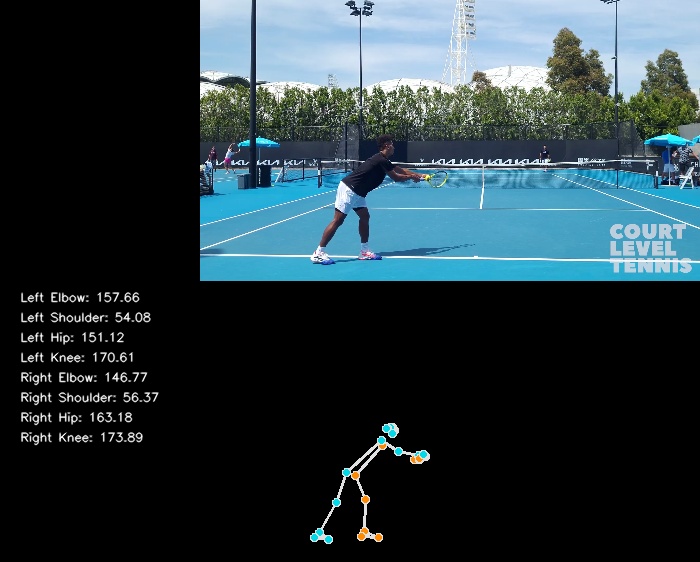 COURT
LEVEL
TENNIS
Left Elbow: 157.66
Left Shoulder: 54.08
Left Hip: 151.12
Left Knee: 170.61
Right Elbow: 146.77
Right Shoulder: 56.37
Right Hip: 163.18
Right Knee: 173.89